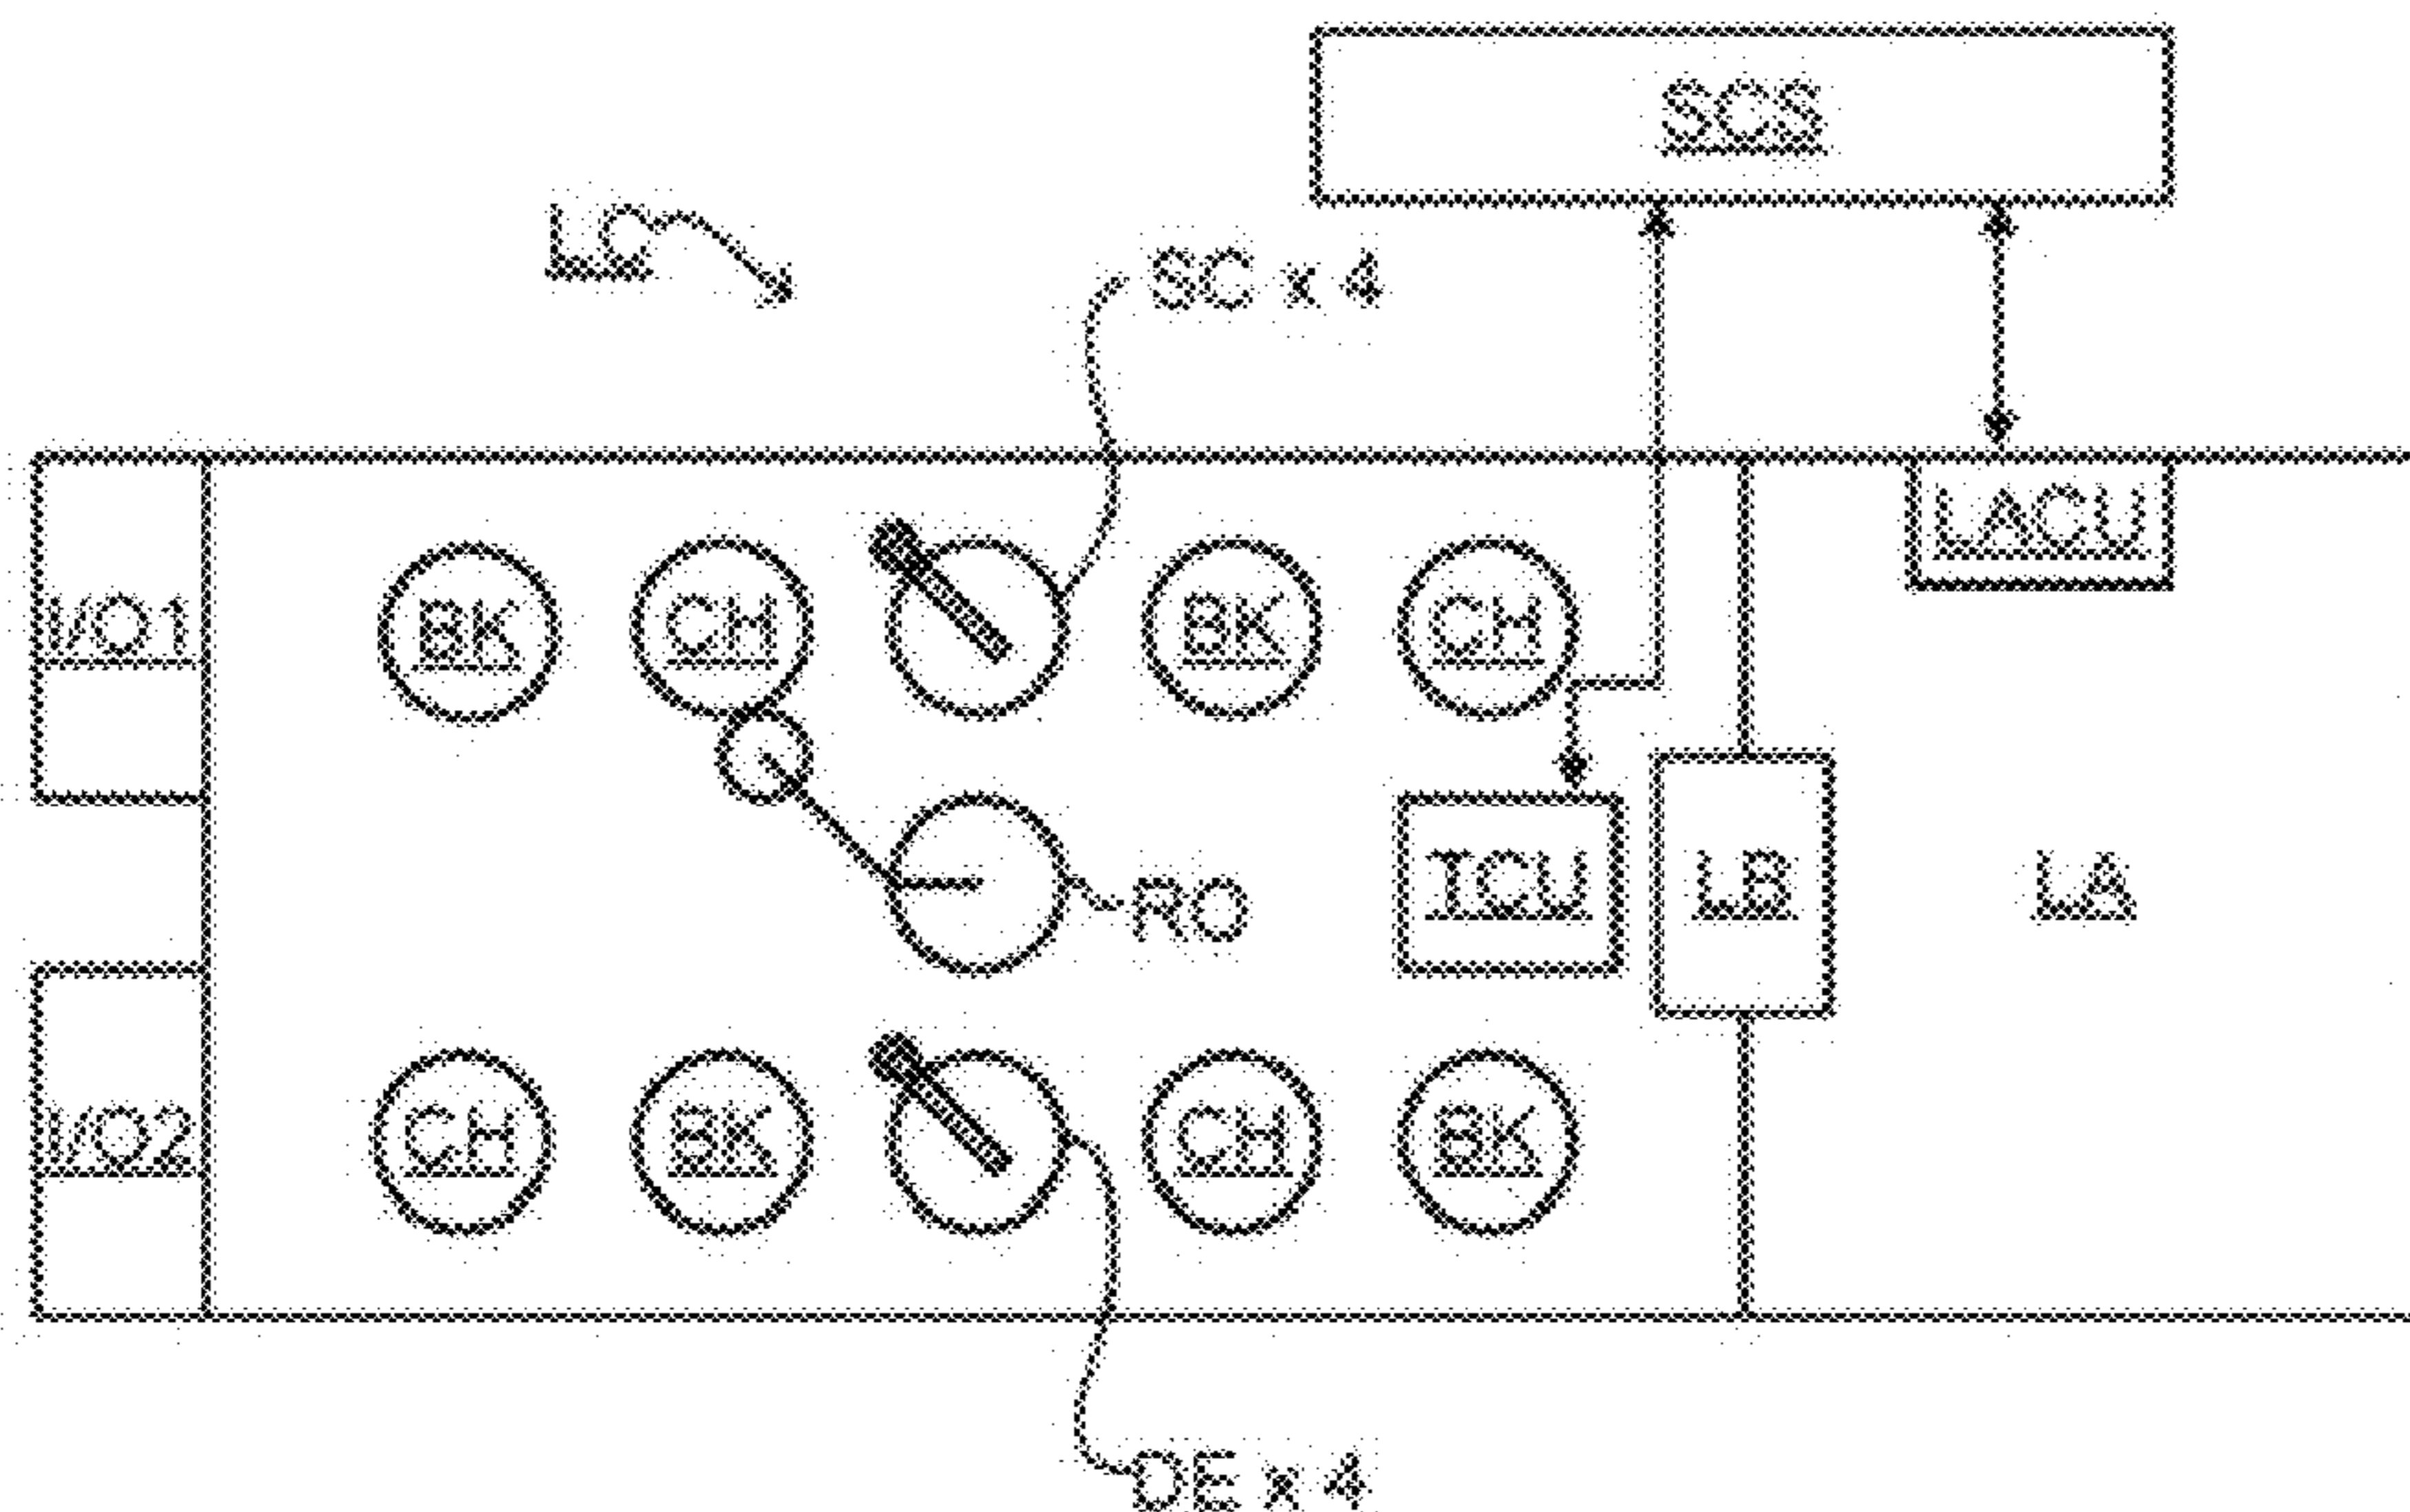 SCS
LC
SC x 4
LACU
I/O1
BK
CH
BK
CH
RO
TCU
LB
LA
I/O2
CH
BK
CH
BK
DE x 4